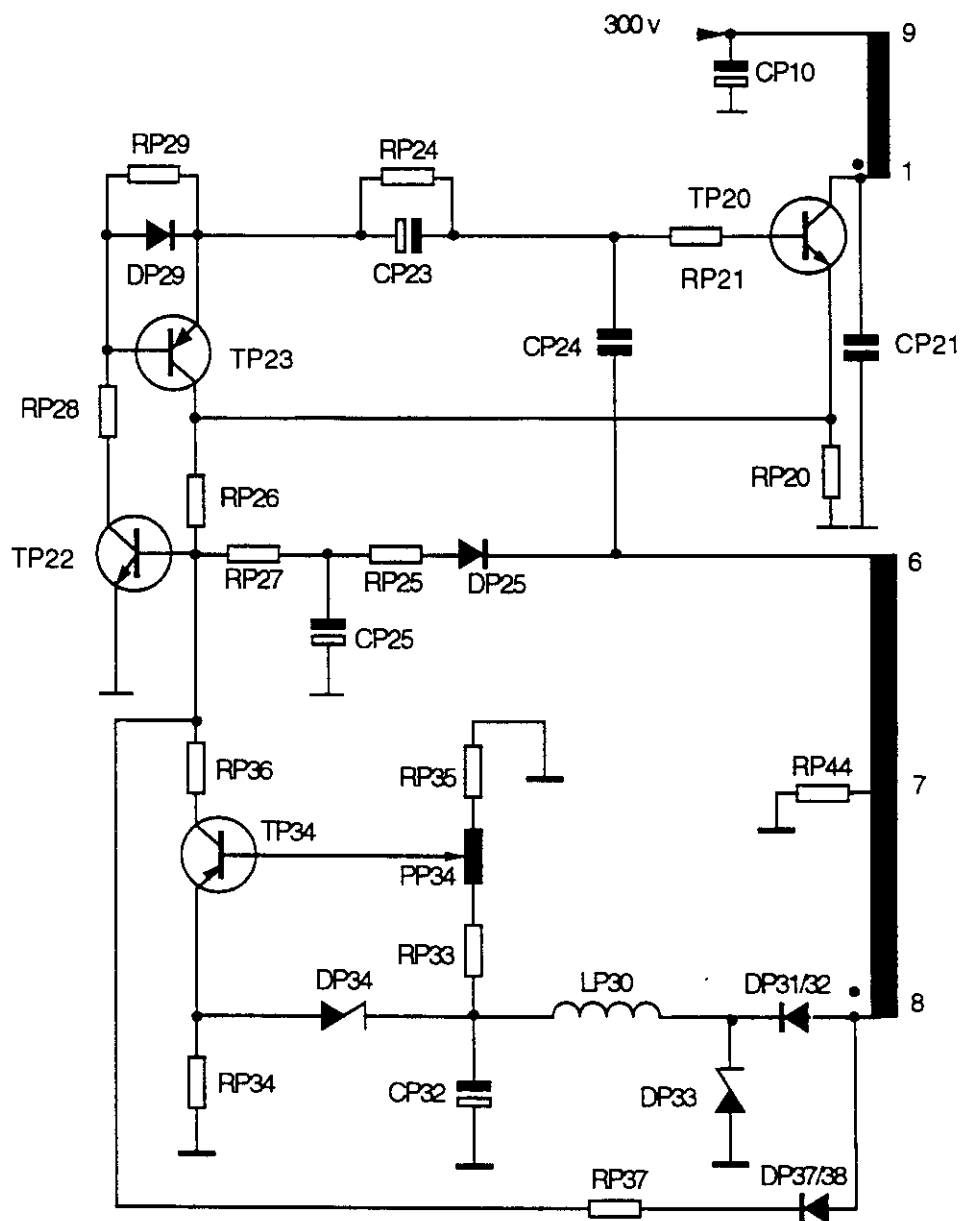 300 v
9
CP10
RP29
RP24
1
TP20
DP29
CP23
RP21
TP23
CP24
CP21
RP28
RP26
RP20
TP22
RP27
RP25
DP25
6
CP25
RP36
RP35
RP44
7
TP34
PP34
RP33
DP34
LP30
DP31/32
8
RP34
CP32
DP33
RP37
DP37/38